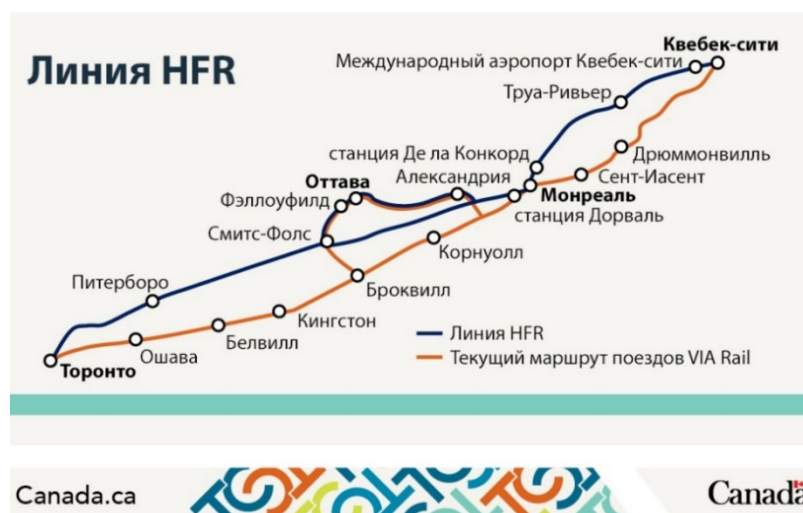 Линия HFR
Квебек-сити
Международный аэропорт Квебек-сити
Труа-Ривьер
станция Де ла Конкорд
Дрюммонвилль
Александрия
Сент-Иасент
Оттава
Монреаль
Фэллоуфилд
станция Дорваль
Смитс-Фолс
Корнуолл
Питерборо
Броквилл
Кингстон
Линия HFR
Белвилл
Текущий маршрут поездов VIA Rail
Ошава
Торонто
Canada.ca
Canada